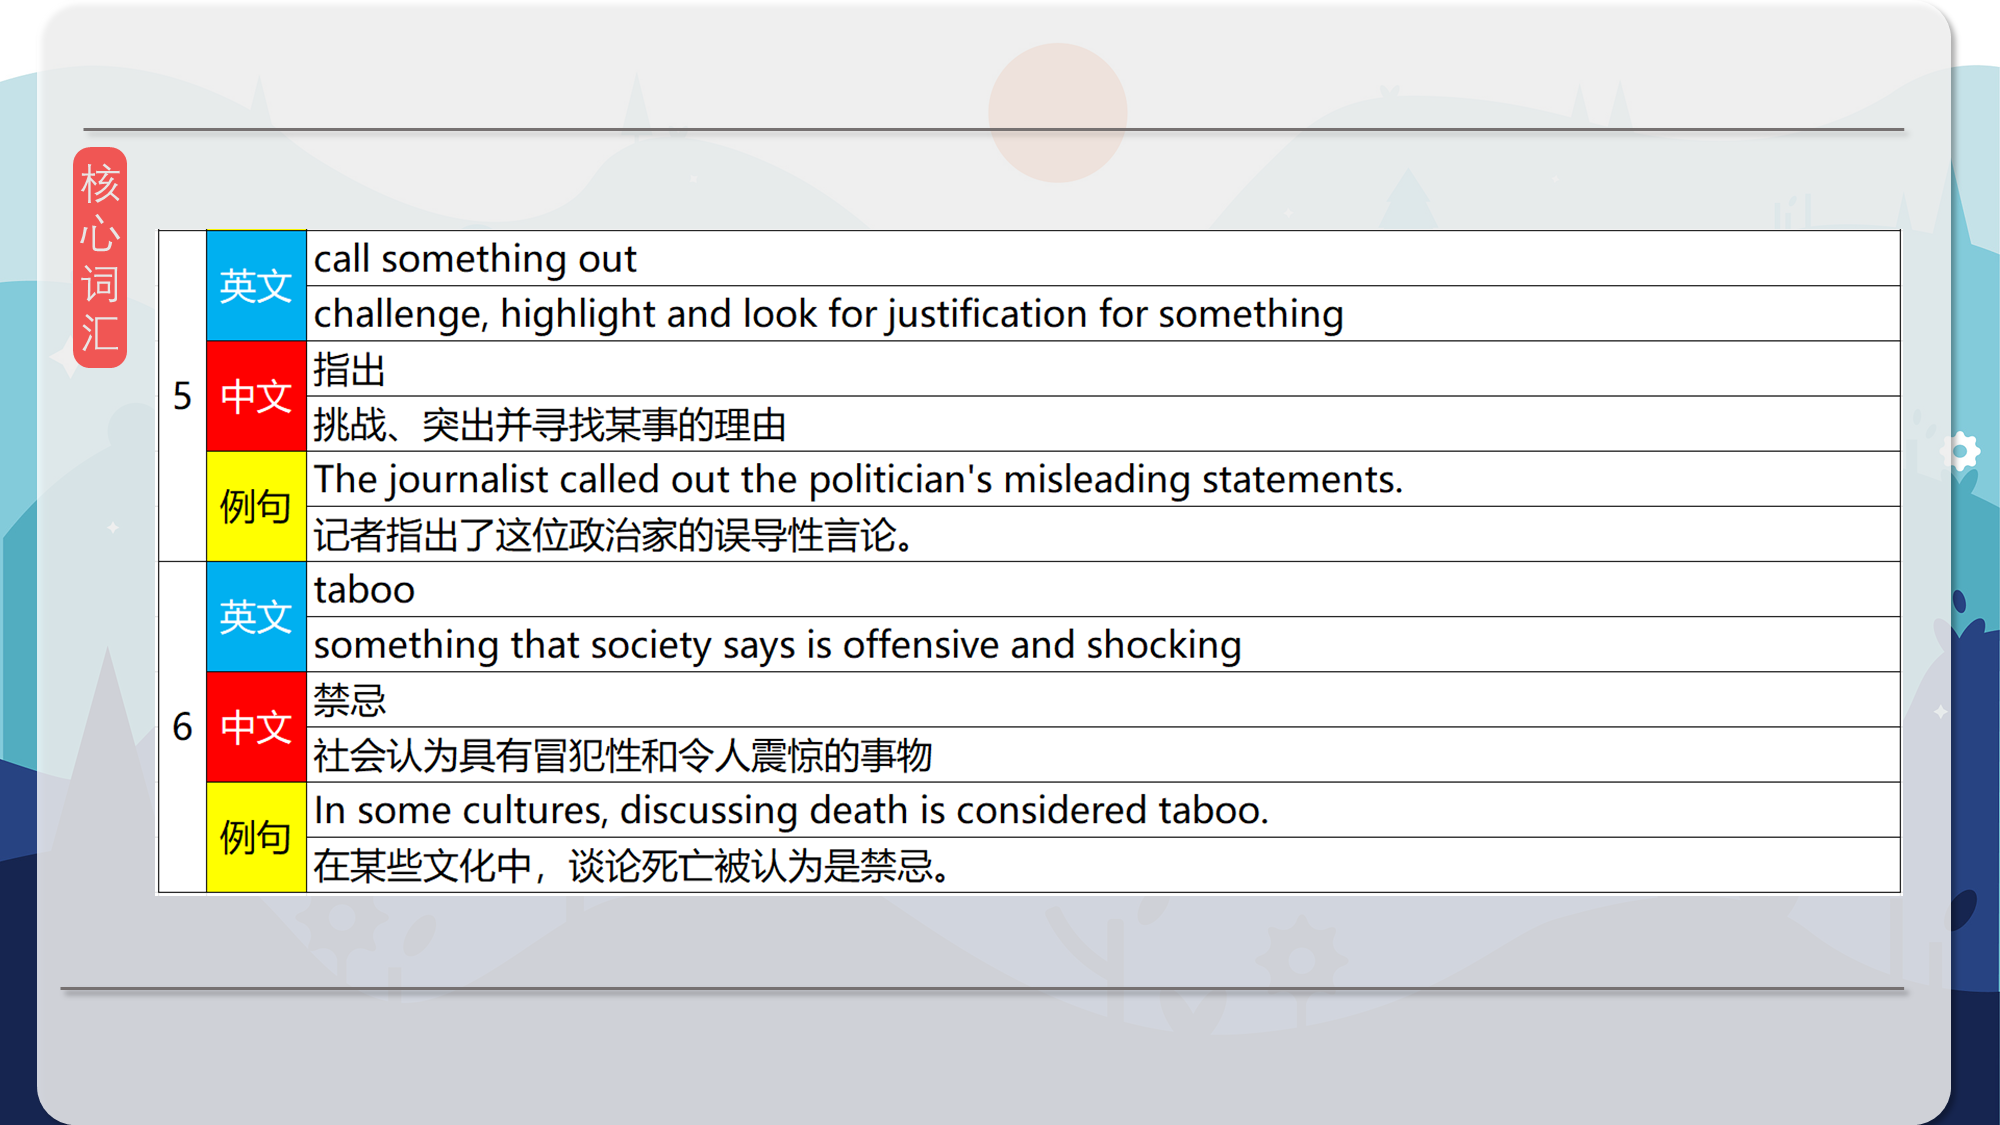 核心词汇
5
英文
call something out
challenge, highlight and look for justification for something
中文
指出
挑战、突出并寻找某事的理由
例句
The journalist called out the politician's misleading statements.
记者指出了这位政治家的误导性言论。
6
英文
taboo
something that society says is offensive and shocking
中文
禁忌
社会认为具有冒犯性和令人震惊的事物
例句
In some cultures, discussing death is considered taboo.
在某些文化中，谈论死亡被认为是禁忌。